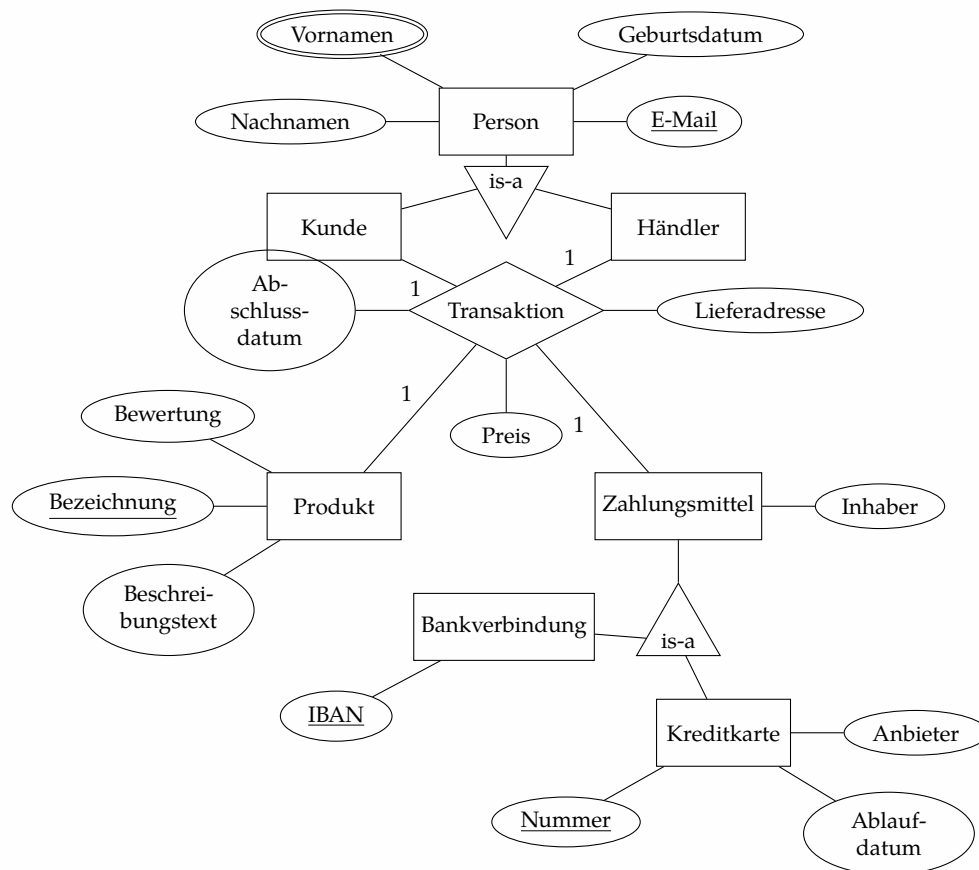 Vornamen
Geburtsdatum
Nachnamen
Person
E-Mail
is-a
Kunde
Händler
1
1
Ab-
schluss-
datum
Transaktion
Lieferadresse
1
1
Bewertung
Preis
Bezeichnung
Produkt
Zahlungsmittel
Inhaber
Beschrei-
bungstext
Bankverbindung
is-a
IBAN
Kreditkarte
Anbieter
Nummer
Ablauf-
datum